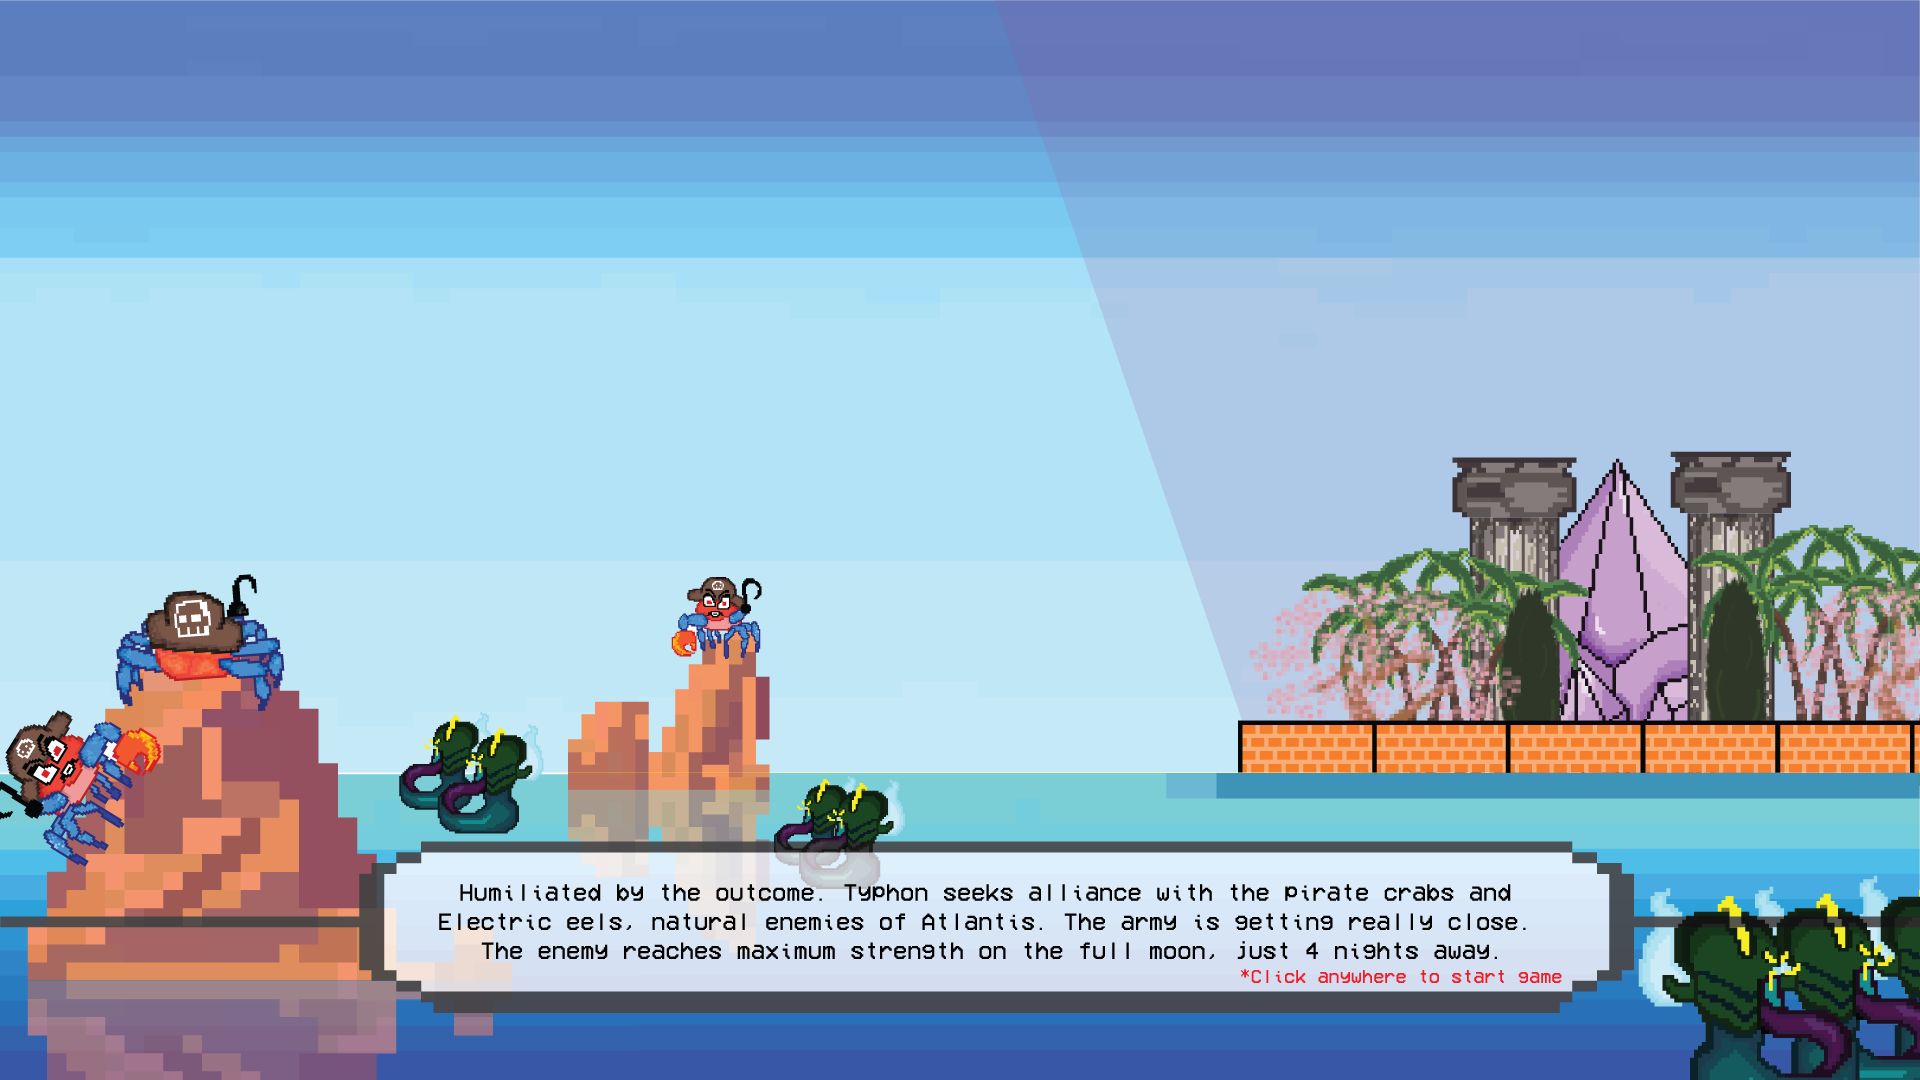 Humiliated by the outcome. Typhon seeks alliance with the pirate crabs and
Electric eels, natural enemies of Atlantis. The army is getting really close.
The enemy reaches maximum strength on the full moon, just 4 nights away.
*Click anywhere to start game